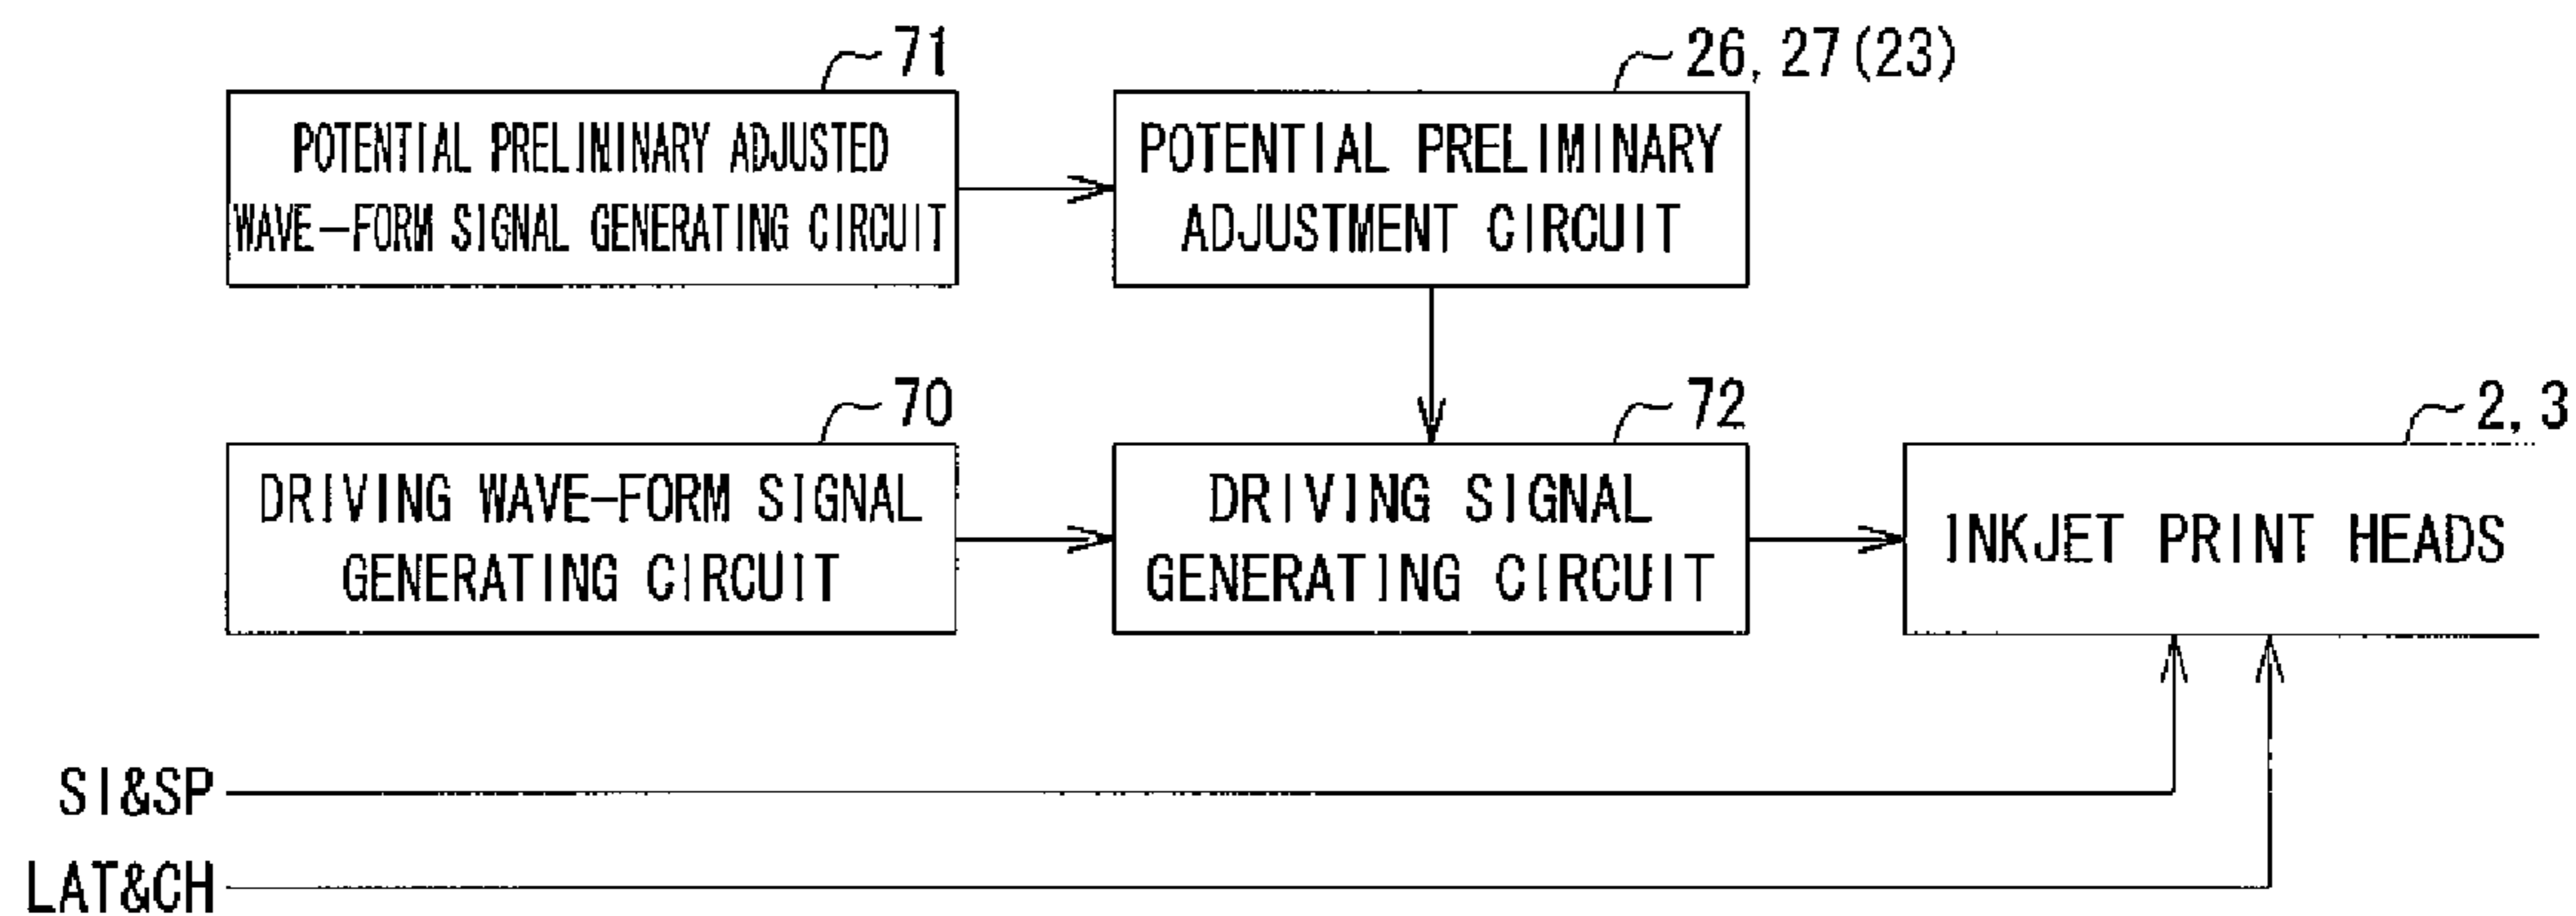 71
26, 27(23)
POTENTIAL PRELININARY ADJUSTED
WAVE-FORM SIGNAL GENERATING CIRCUIT
POTENTIAL PRELIMINARY
ADJUSTMENT CIRCUIT
70
72
2, 3
DRIVING WAVE-FORM SIGNAL
GENERATING CIRCUIT
DRIVING SIGNAL
GENERATING CIRCUIT
INKJET PRINT HEADS
SI&SP
LAT&CH